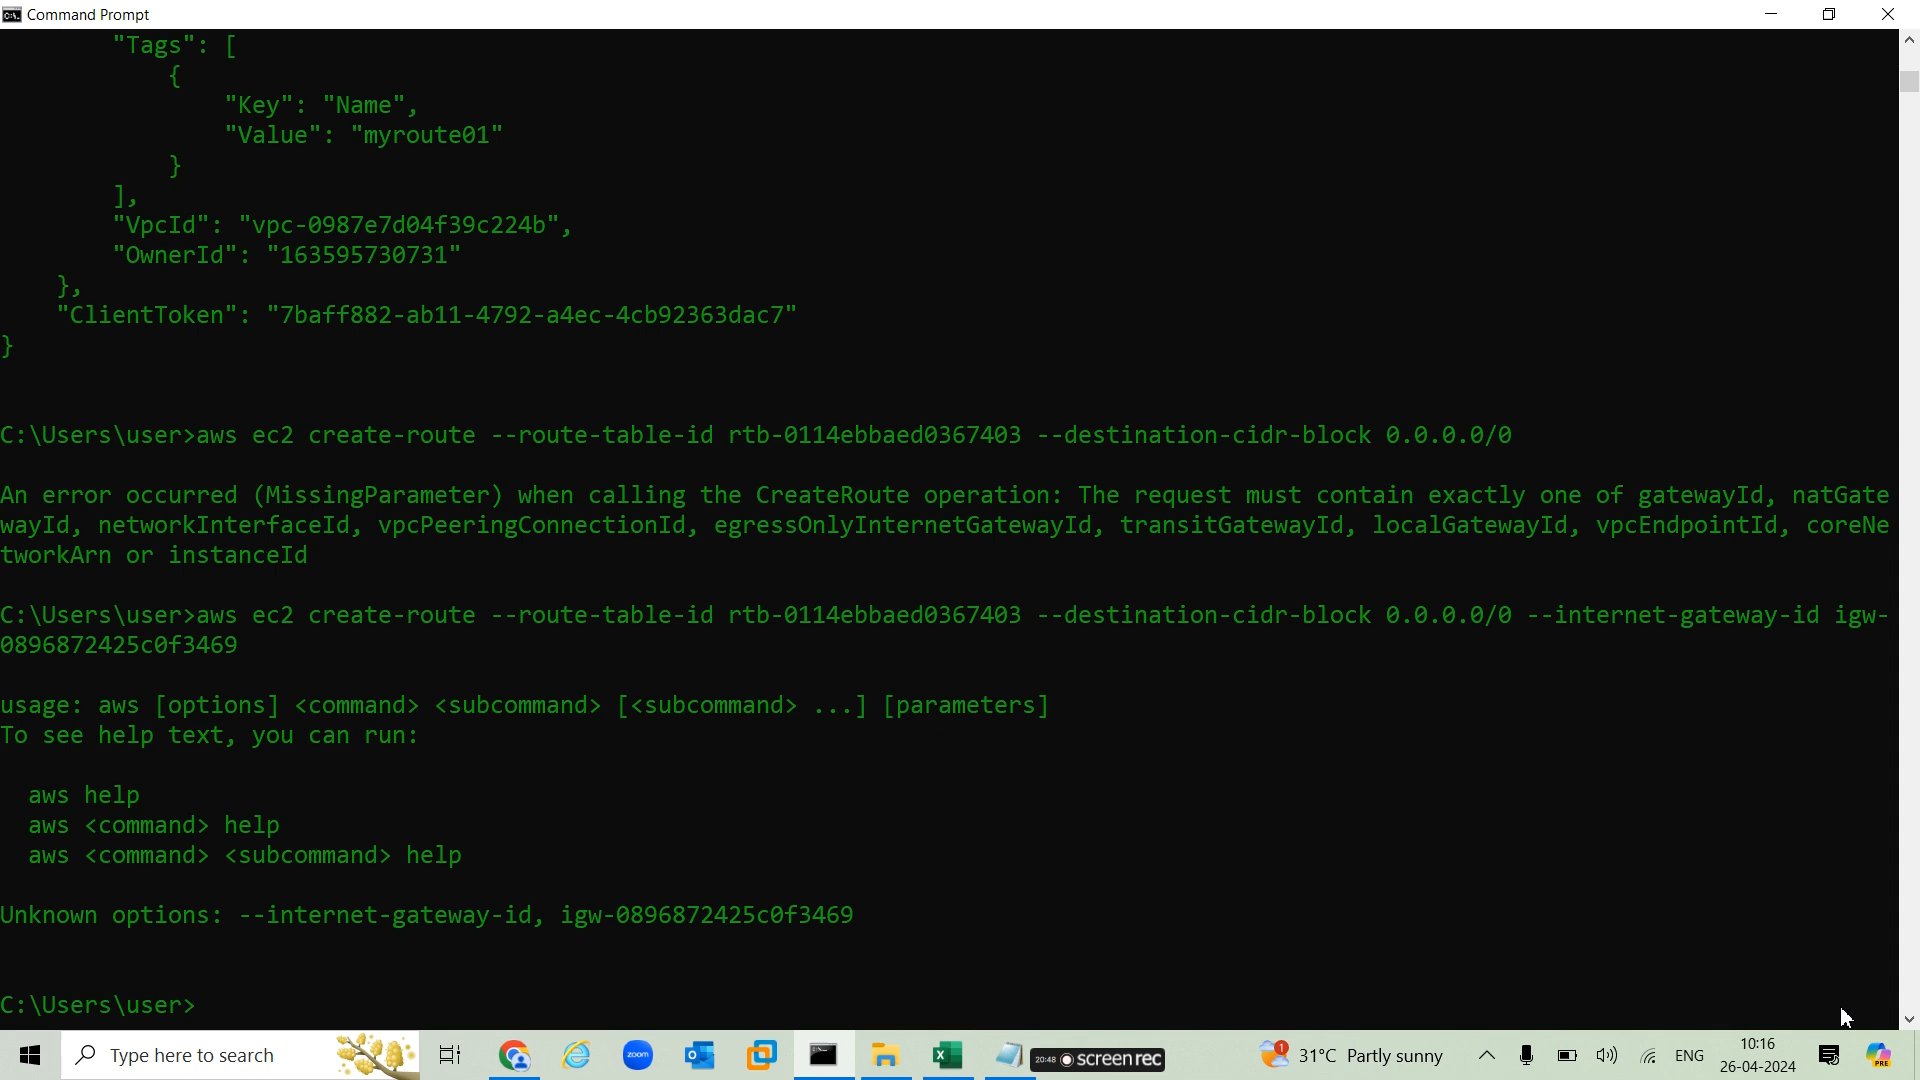 Command Prompt
"Tags": [
{
"Key": "Name",
"Value": "myroute01"
}
],
"VpcId": "vpc-0987e7d04f39c224b",
"OwnerId": "163595730731"
},
"ClientToken": "7baff882-ab11-4792-a4ec-4cb92363dac7"
}
C:\Users\user>aws ec2 create-route --route-table-id rtb-0114ebbaed0367403 --destination-cidr-block 0.0.0.0/0
An error occurred (MissingParameter) when calling the CreateRoute operation: The request must contain exactly one of gatewayId, natGate
wayId, networkInterfaceId, vpcPeeringConnectionId, egressOnlyInternetGatewayId, transitGatewayId, localGatewayId, vpcEndpointId, coreNe
tworkArn or instanceId
C:\Users\user>aws ec2 create-route --route-table-id rtb-0114ebbaed0367403 --destination-cidr-block 0.0.0.0/0 --internet-gateway-id igw-
0896872425c0f3469
usage: aws [options] <command> <subcommand> [<subcommand> ...] [parameters]
To see help text, you can run:
aws help
aws <command> help
aws <command> <subcommand> help
Unknown options: --internet-gateway-id, igw-0896872425c0f3469
C:\Users\user>
Type here to search
zoom
20:48 screenrec
1
31°C Partly sunny
ENG
10:16
26-04-2024
PRE